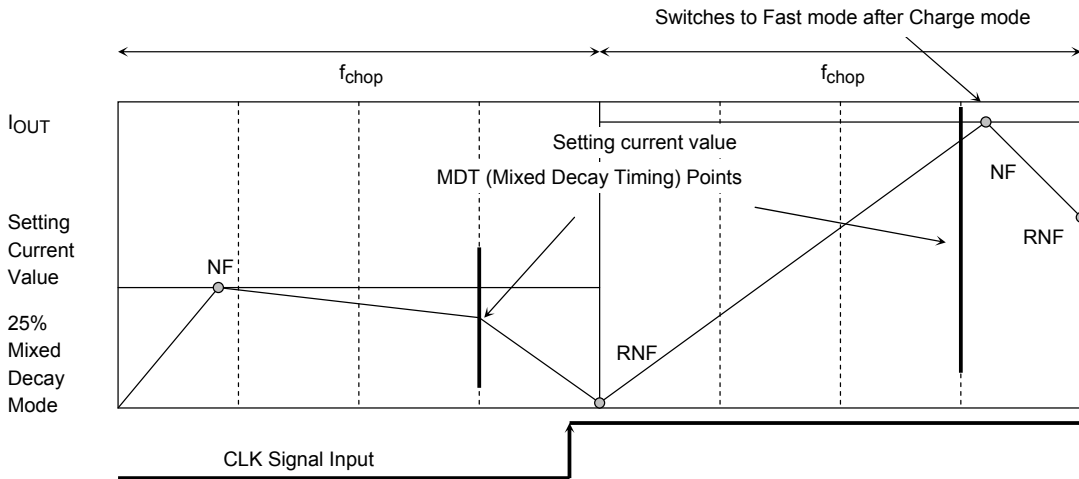 Switches to Fast mode after Charge mode
fchop
fchop
IOUT
Setting current value
MDT (Mixed Decay Timing) Points
NF
Setting
Current
Value
NF
RNF
25%
Mixed
Decay
Mode
RNF
CLK Signal Input